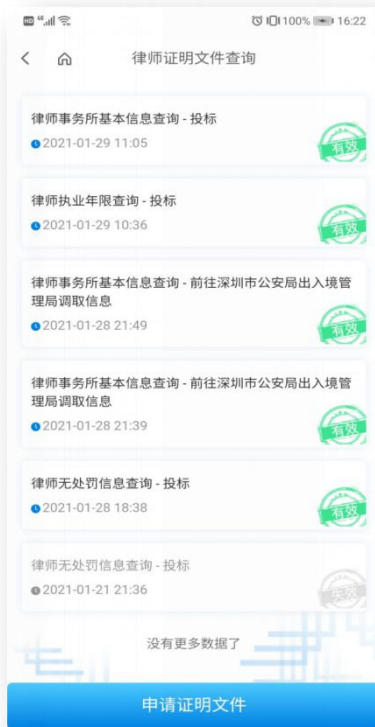 HD 4G 100% 16:22
律师证明文件查询
律师事务所基本信息查询 - 投标
2021-01-29 11:05
有效
律师执业年限查询 - 投标
2021-01-29 10:36
有效
律师事务所基本信息查询 - 前往深圳市公安局出入境管
理局调取信息
2021-01-28 21:49
有效
律师事务所基本信息查询 - 前往深圳市公安局出入境管
理局调取信息
2021-01-28 21:39
有效
律师无处罚信息查询 - 投标
2021-01-28 18:38
有效
律师无处罚信息查询 - 投标
2021-01-21 21:36
失效
没有更多数据了
申请证明文件